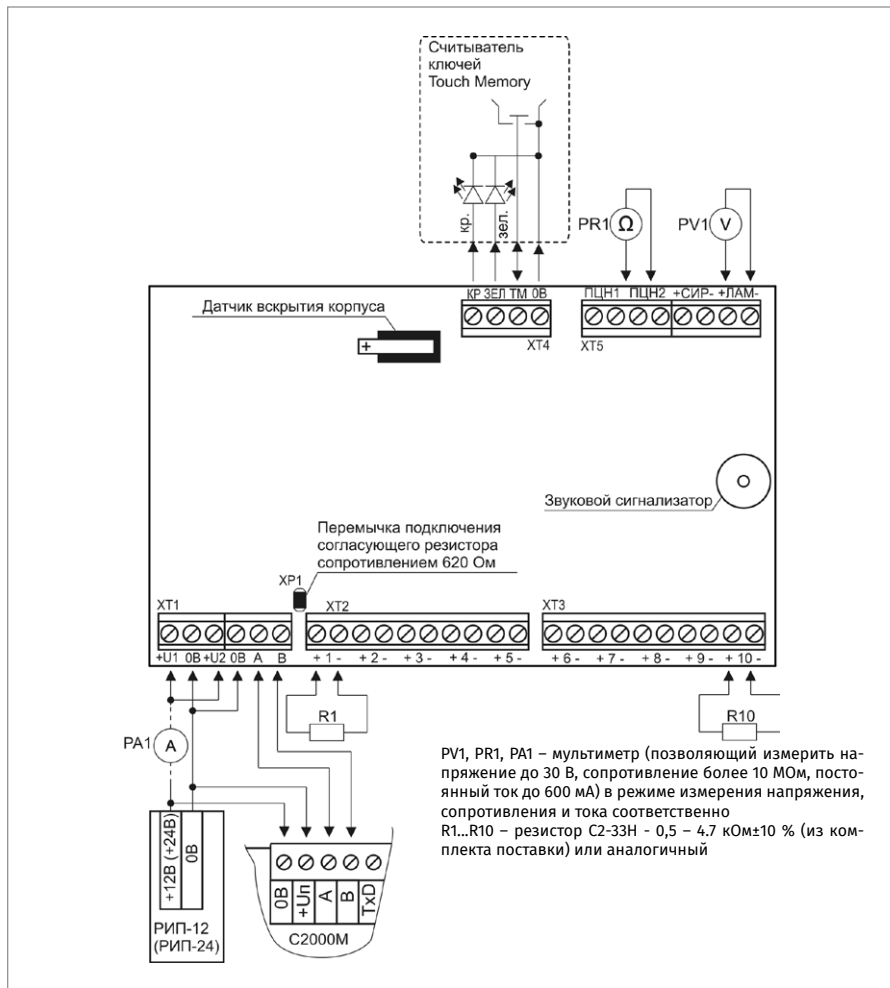 Считыватель
ключей
Touch Memory
кр.
зел.
PR1 Ω
PV1 V
КР ЗЕЛ ТМ 0В
ПЦН1 ПЦН2 +СИР- +ЛАМ-
XT4
XT5
Датчик вскрытия корпуса
+
Звуковой сигнализатор
Перемычка подключения
согласующего резистора
сопротивлением 620 Ом
XP1
XT1
XT2
XT3
+U1 0В +U2 0В А В
+ 1 - + 2 - + 3 - + 4 - + 5 -
+ 6 - + 7 - + 8 - + 9 - + 10 -
R1
R10
PA1 A
PV1, PR1, PA1 – мультиметр (позволяющий измерить на-
пряжение до 30 В, сопротивление более 10 МОм, посто-
янный ток до 600 мА) в режиме измерения напряжения,
сопротивления и тока соответственно
R1...R10 – резистор С2-33Н - 0,5 – 4.7 кОм±10 % (из ком-
плекта поставки) или аналогичный
+12В (+24В)
0В
РИП-12
(РИП-24)
0В
+Uп
А
В
TxD
С2000М